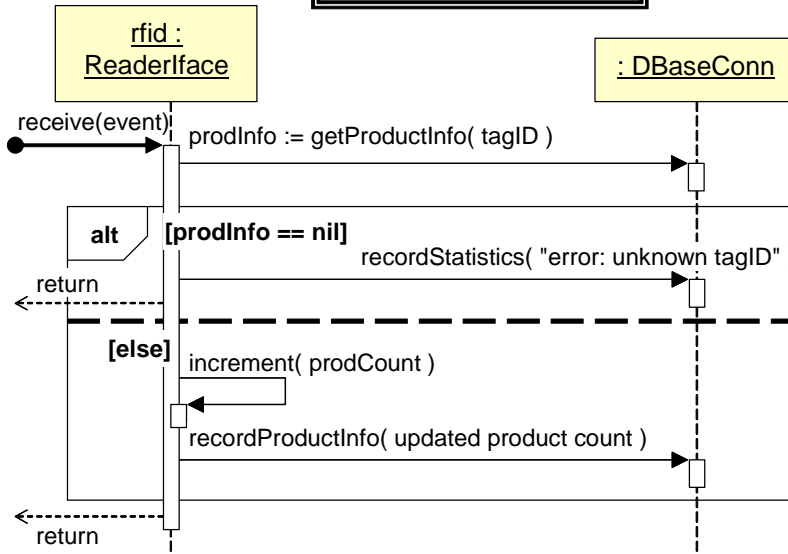 rfid :
ReaderIface
: DBaseConn
receive(event)
prodInfo := getProductInfo( tagID )
alt
[prodInfo == nil]
recordStatistics( "error: unknown tagID"
return
[else]
increment( prodCount )
recordProductInfo( updated product count )
return